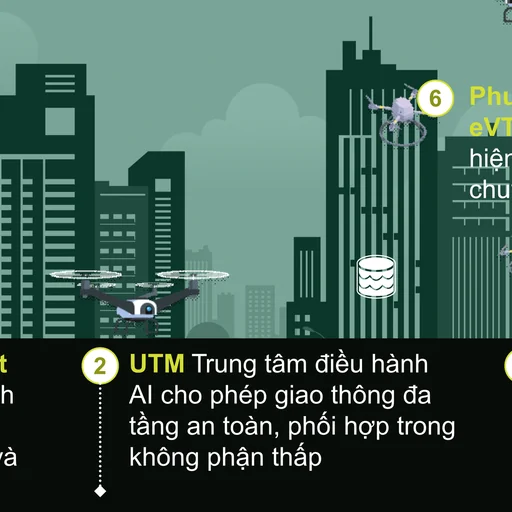 6
Phu
eVT
hiện
chu
t
h
và
2
UTM Trung tâm điều hành
AI cho phép giao thông đa
tầng an toàn, phối hợp trong
không phận thấp